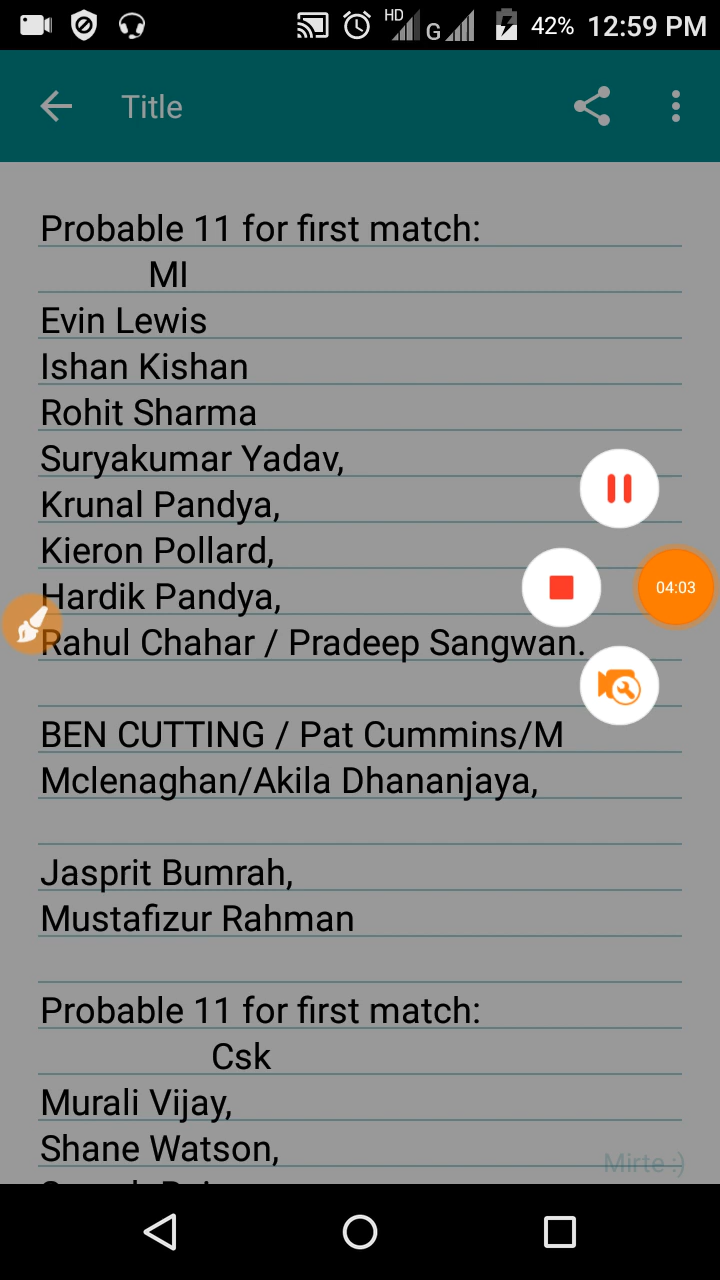 HD G 42% 12:59 PM
Title
Probable 11 for first match:
MI
Evin Lewis
Ishan Kishan
Rohit Sharma
Suryakumar Yadav,
Krunal Pandya,
Kieron Pollard,
Hardik Pandya,
04:03
Rahul Chahar / Pradeep Sangwan.
BEN CUTTING / Pat Cummins/M
Mclenaghan/Akila Dhananjaya,
Jasprit Bumrah,
Mustafizur Rahman
Probable 11 for first match:
Csk
Murali Vijay,
Shane Watson,
Mirte :)